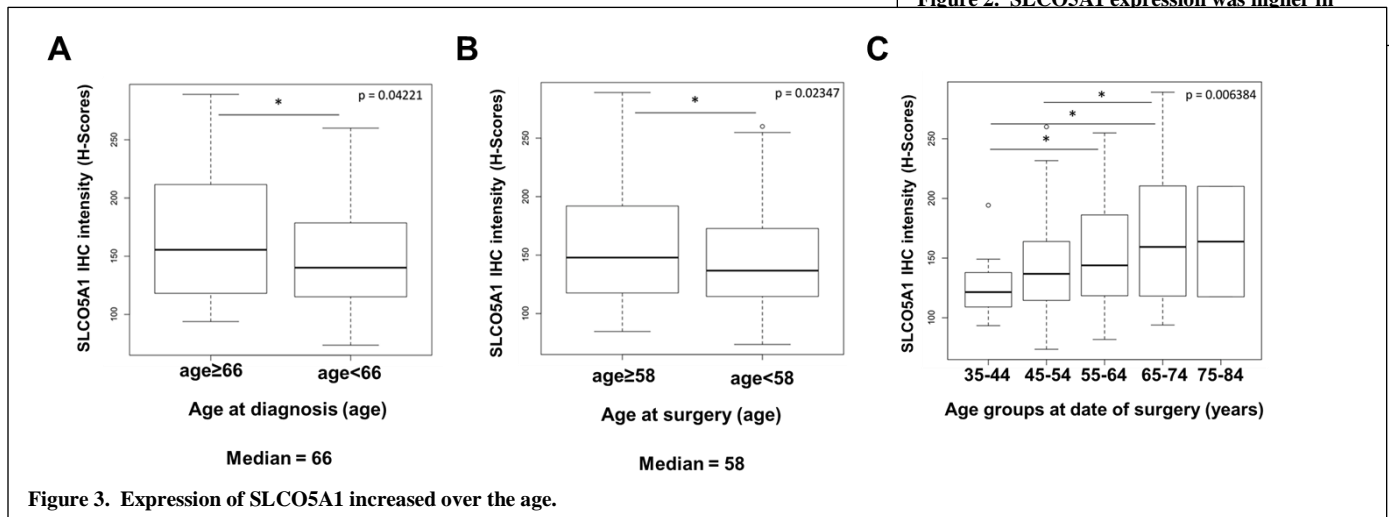 Figure 2. SLCO5A1 expression was higher in
A
B
C
SLCO5A1 IHC intensity (H-Scores)
250
200
150
100
*
p = 0.04221
age≥66
age<66
Age at diagnosis (age)
Median = 66
SLCO5A1 IHC intensity (H-Scores)
250
200
150
100
*
p = 0.02347
age≥58
age<58
Age at surgery (age)
Median = 58
SLCO5A1 IHC intensity (H-Scores)
250
200
150
100
*
*
*
p = 0.006384
35-44 45-54 55-64 65-74 75-84
Age groups at date of surgery (years)
Figure 3. Expression of SLCO5A1 increased over the age.